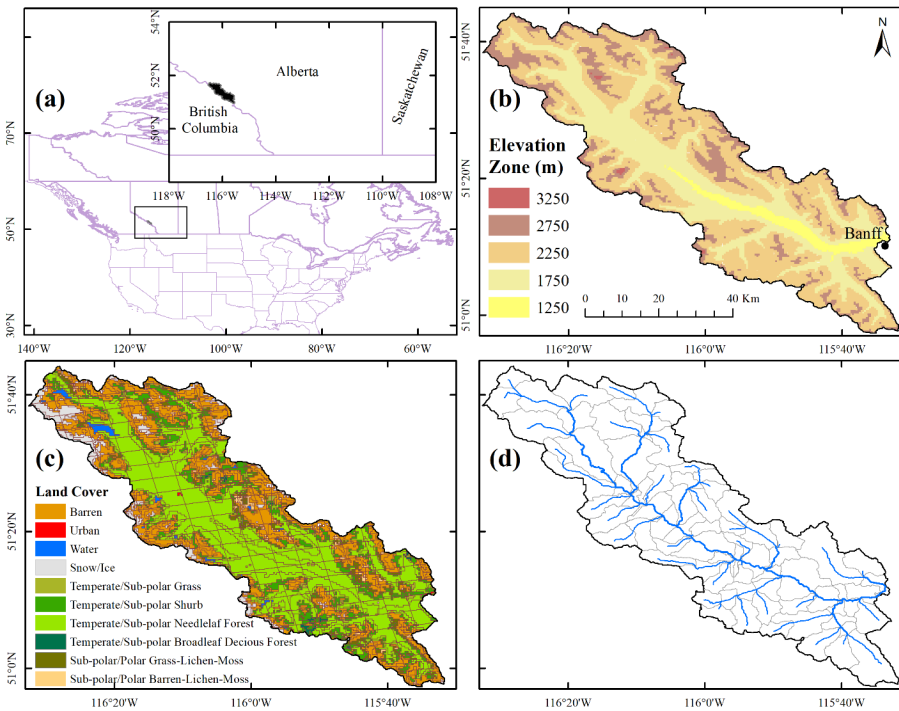 (a)
54°N
52°N
50°N
Alberta
British
Columbia
Saskatchewan
118°W 116°W 114°W 112°W 110°W 108°W
70°N
50°N
30°N
140°W 120°W 100°W 80°W 60°W
(b)
N
51°40'N
51°20'N
51°0'N
Elevation
Zone (m)
3250
2750
2250
1750
1250
Banff
0 10 20 40 Km
116°20'W 116°0'W 115°40'W
(c)
51°40'N
51°20'N
51°0'N
Land Cover
Barren
Urban
Water
Snow/Ice
Temperate/Sub-polar Grass
Temperate/Sub-polar Shurb
Temperate/Sub-polar Needlelaf Forest
Temperate/Sub-polar Broadleaf Decious Forest
Sub-polar/Polar Grass-Lichen-Moss
Sub-polar/Polar Barren-Lichen-Moss
116°20'W 116°0'W 115°40'W
(d)
116°20'W 116°0'W 115°40'W